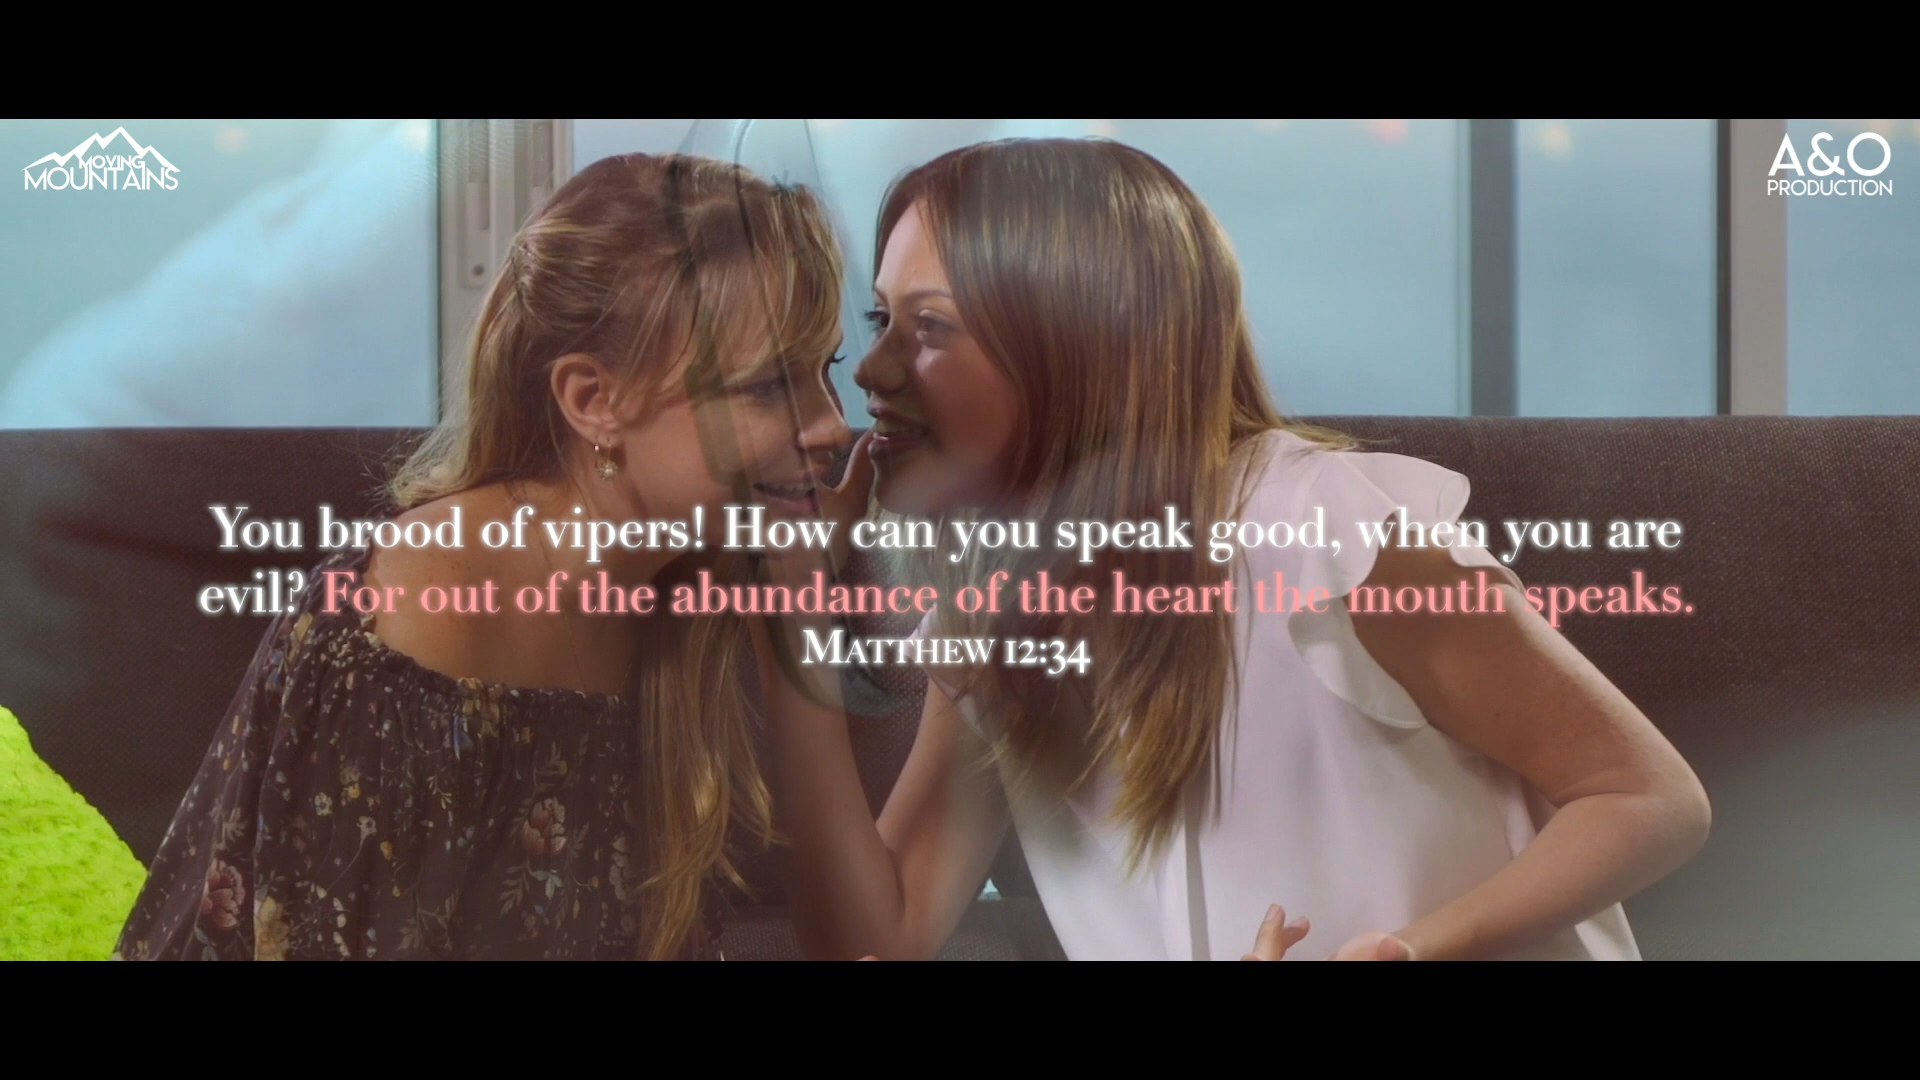 MOVING
MOUNTAINS
A&O
PRODUCTION
You brood of vipers! How can you speak good, when you are
evil? For out of the abundance of the heart the mouth speaks.
MATTHEW 12:34